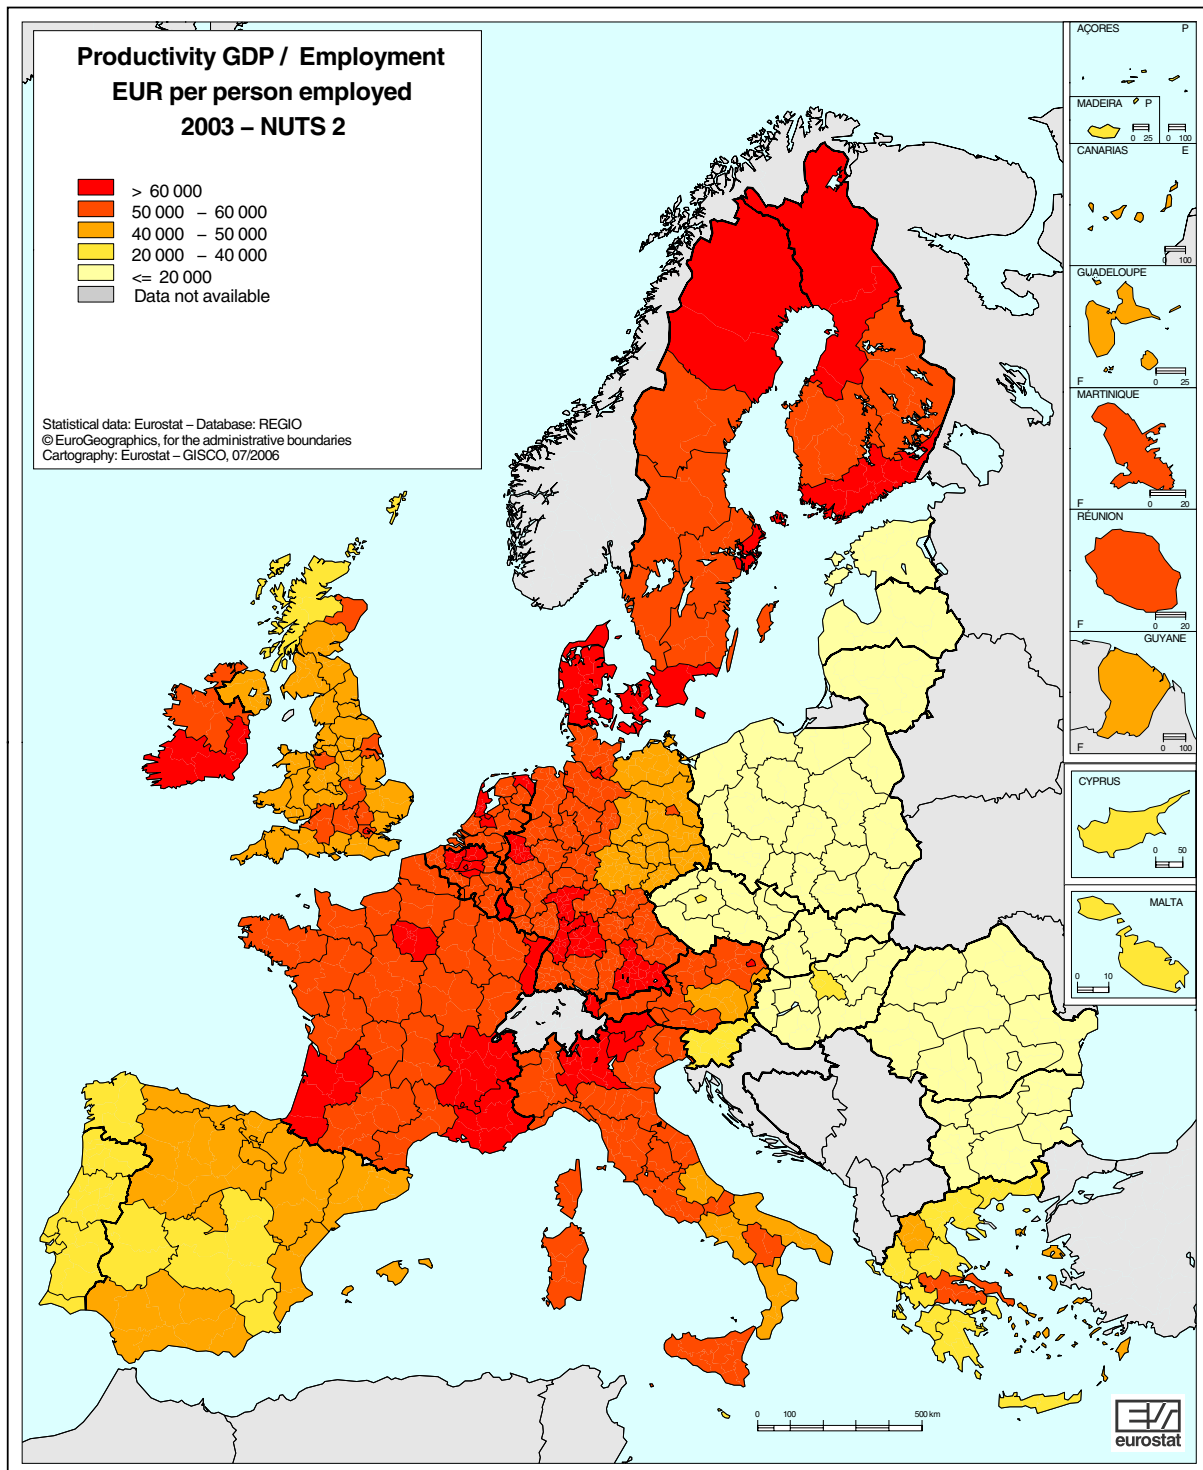 Productivity GDP / Employment
EUR per person employed
2003 – NUTS 2
> 60 000
50 000 – 60 000
40 000 – 50 000
20 000 – 40 000
<= 20 000
Data not available
Statistical data: Eurostat – Database: REGIO
© EuroGeographics, for the administrative boundaries
Cartography: Eurostat – GISCO, 07/2006
AÇORES P
MADEIRA P
0 25
0 100
CANARIAS E
0 100
GUADELOUPE
F 0 25
MARTINIQUE
F 0 20
RÉUNION
F 0 20
GUYANE
F 0 100
CYPRUS
0 50
MALTA
0 10
0 100 500 km
eurostat